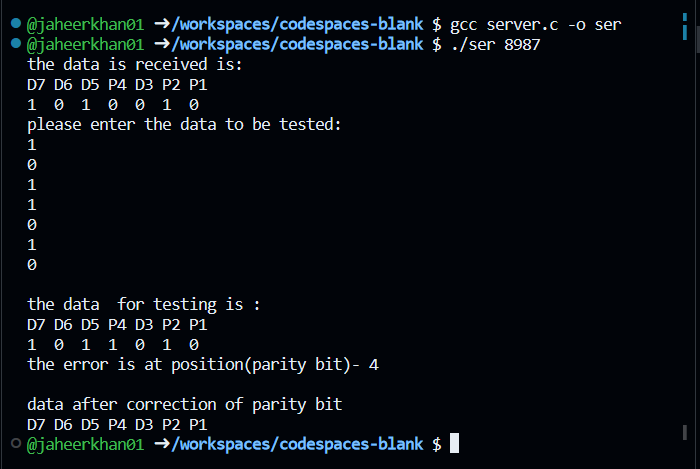 @jaheerkhan01 ➜/workspaces/codespaces-blank $ gcc server.c -o ser
@jaheerkhan01 ➜/workspaces/codespaces-blank $ ./ser 8987
the data is received is:
D7 D6 D5 P4 D3 P2 P1
1 0 1 0 0 1 0
please enter the data to be tested:
1
0
1
1
0
1
0
the data  for testing is :
D7 D6 D5 P4 D3 P2 P1
1 0 1 1 0 1 0
the error is at position(parity bit)- 4
data after correction of parity bit
D7 D6 D5 P4 D3 P2 P1
@jaheerkhan01 ➜/workspaces/codespaces-blank $